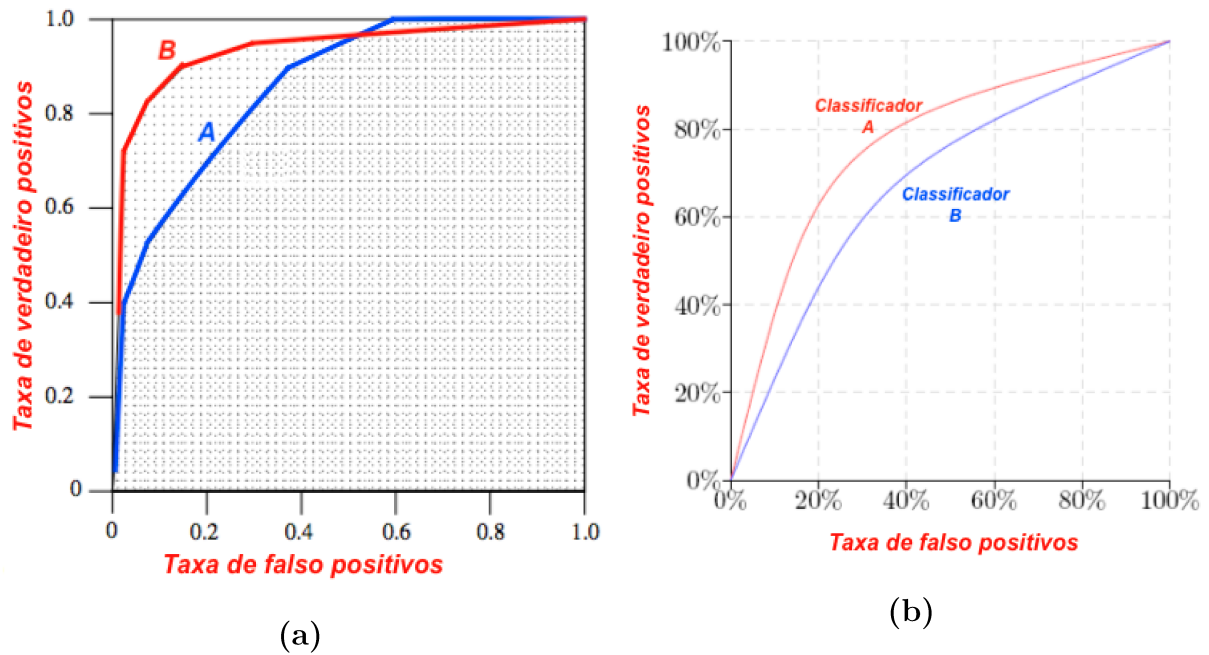 1.0
0.8
0.6
0.4
0.2
0
B
A
0
0.2
0.4
0.6
0.8
1.0
Taxa de verdadeiro positivos
Taxa de falso positivos
(a)
100%
80%
60%
40%
20%
0%
Classificador
A
Classificador
B
0%
20%
40%
60%
80%
100%
Taxa de verdadeiro positivos
Taxa de falso positivos
(b)